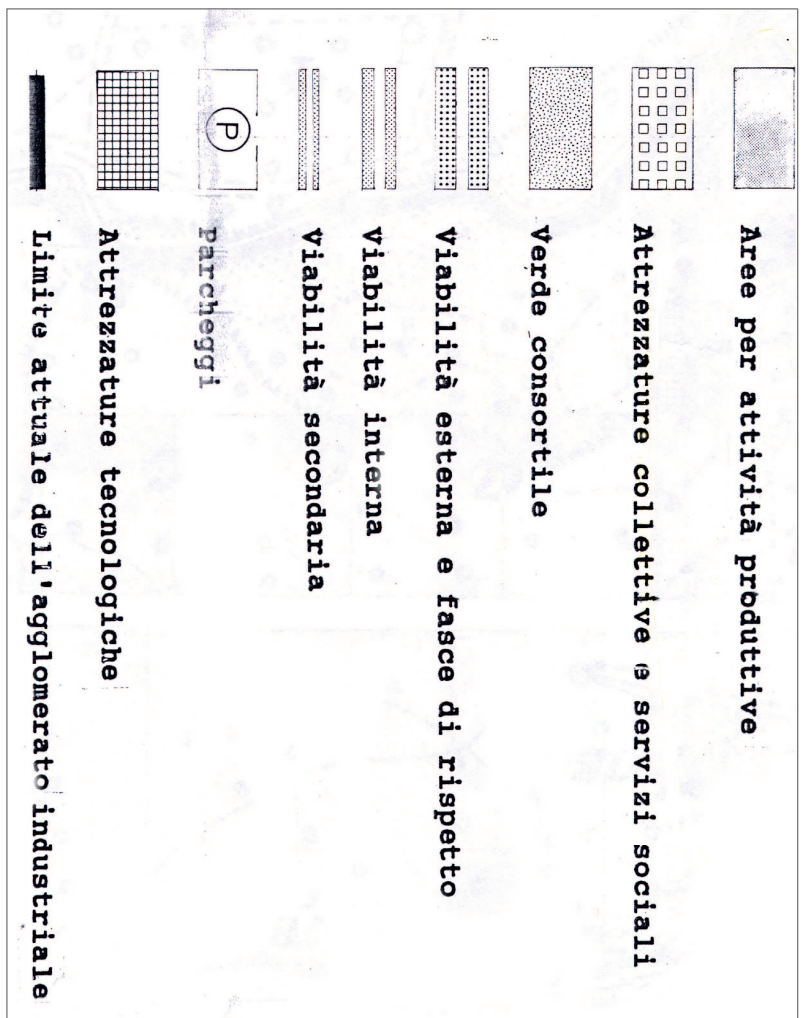 Aree per attività produttive
Attrezzature collettive e servizi sociali
Verde consortile
Viabilità esterna e fasce di rispetto
Viabilità interna
Viabilità secondaria
P
Parcheggi
Attrezzature tecnologiche
Limite attuale dell'agglomerato industriale